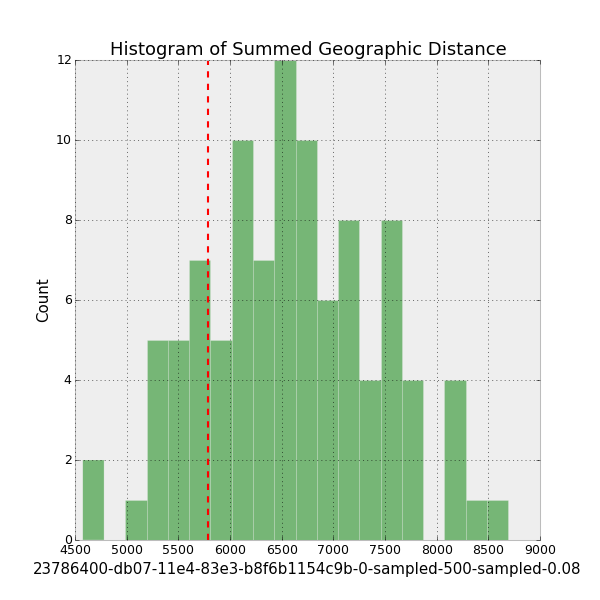 Histogram of Summed Geographic Distance
12
10
8
6
4
2
0
Count
4500 5000 5500 6000 6500 7000 7500 8000 8500 9000
23786400-db07-11e4-83e3-b8f6b1154c9b-0-sampled-500-sampled-0.08